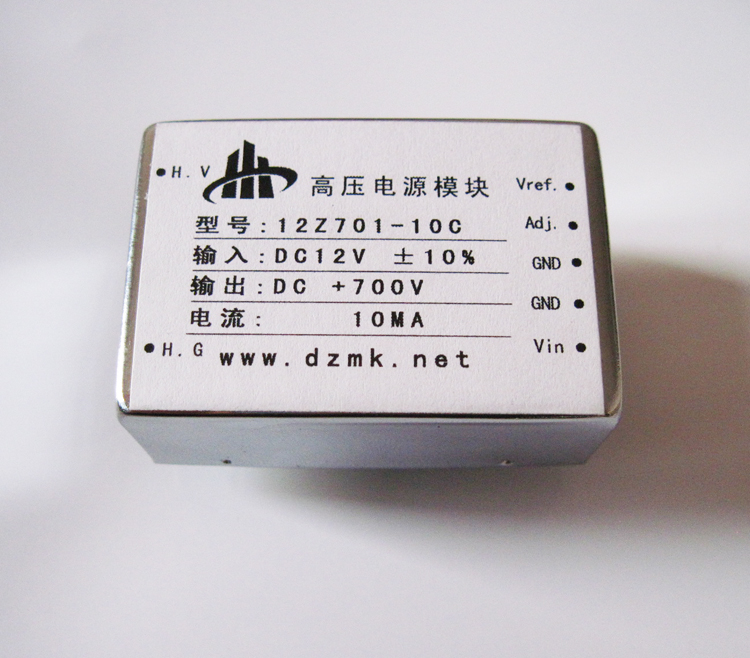 H.V 高压电源模块 Vref.
型号:12Z701-10C Adj.
输入:DC12V ±10% GND
输出:DC +700V GND
电流: 10MA
H.G www.dzmk.net Vin